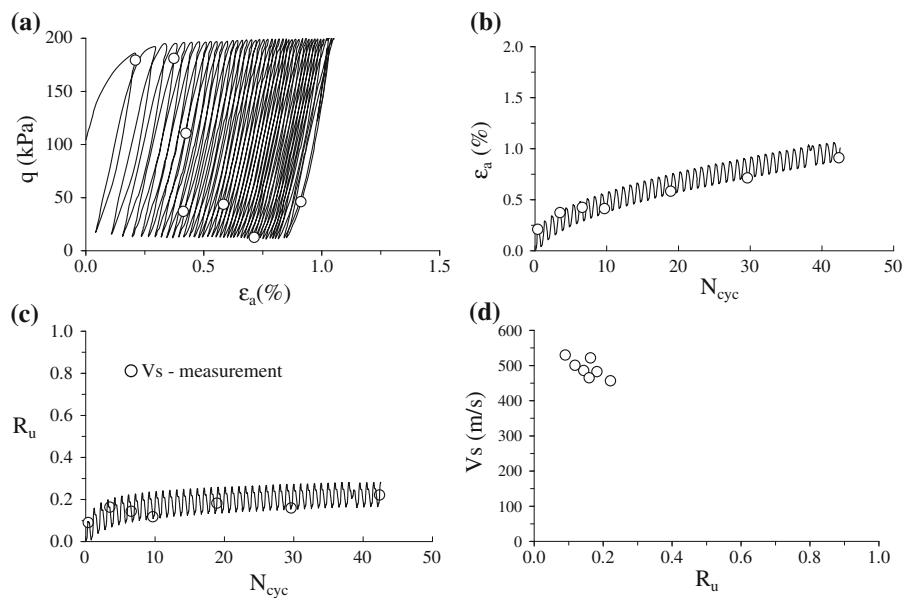 (a)
200
150
100
50
0
q (kPa)
0.0 0.5 1.0 1.5
εa(%)
(b)
2.0
1.5
1.0
0.5
0.0
εa (%)
0 10 20 30 40 50
Ncyc
(c)
1.0
0.8
0.6
0.4
0.2
0.0
Ru
Vs - measurement
0 10 20 30 40 50
Ncyc
(d)
600
500
400
300
200
100
0
Vs (m/s)
0.0 0.2 0.4 0.6 0.8 1.0
Ru